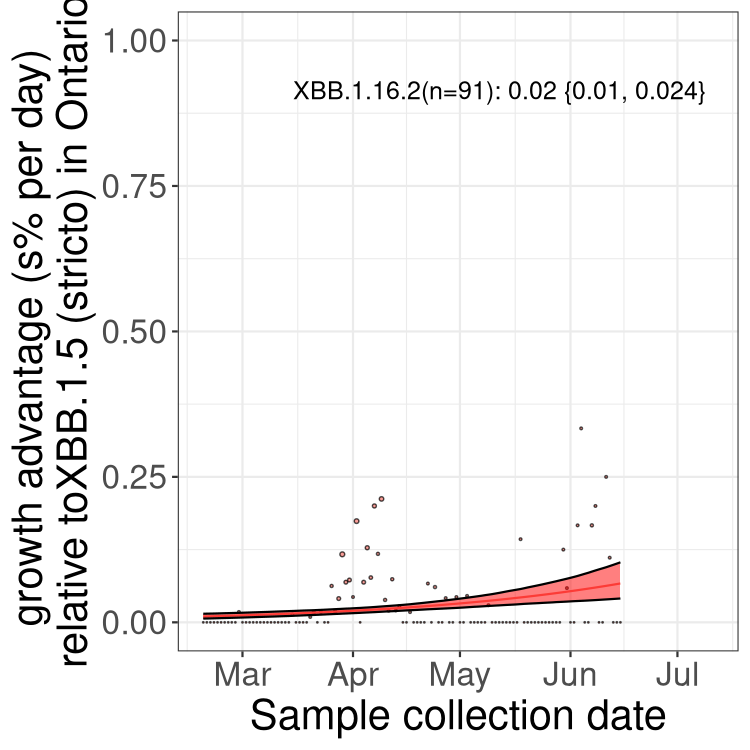 growth advantage (s% per day)
relative toXBB.1.5 (stricto) in Ontario
1.00
0.75
0.50
0.25
0.00
XBB.1.16.2(n=91): 0.02 {0.01, 0.024}
Mar Apr May Jun Jul
Sample collection date